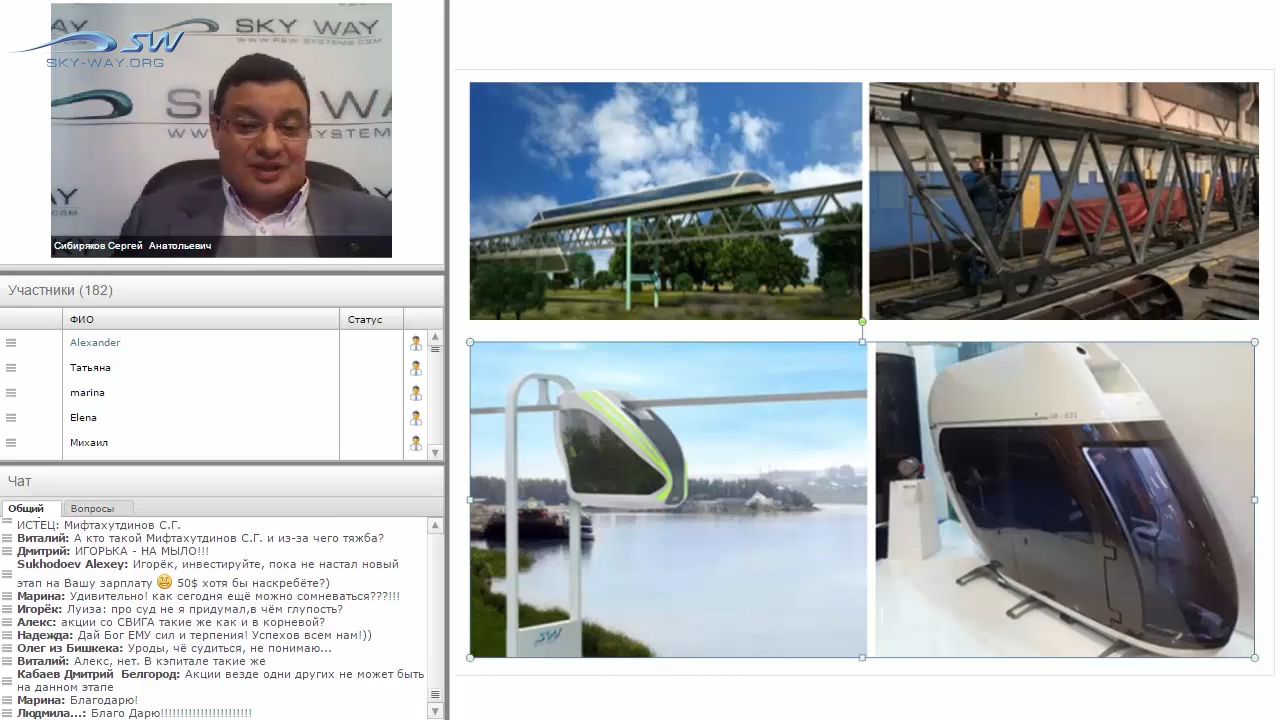 SKY WAY
WWW.RSW-SYSTEMS.COM
SW
SKY-WAY.ORG
SKY WAY
Сибиряков Сергей Анатольевич
Участники (182)
ФИО
Статус
Alexander
Татьяна
marina
Elena
Михаил
Чат
Общий
Вопросы
ИСТЕЦ: Мифтахутдинов С.Г.
Виталий: А кто такой Мифтахутдинов С.Г. и из-за чего тяжба?
Дмитрий: ИГОРЬКА - НА МЫЛО!!!
Sukhodoev Alexey: Игорёк, инвестируйте, пока не настал новый
этап на Вашу зарплату 50$ хотя бы наскребёте?)
Марина: Удивительно! как сегодня ещё можно сомневаться???!!!
Игорёк: Луиза: про суд не я придумал,в чём глупость?
Алекс: акции со СВИГА такие же как и в корневой?
Надежда: Дай Бог ЕМУ сил и терпения! Успехов всем нам!))
Олег из Бишкека: Уроды, чё судиться, не понимаю...
Виталий: Алекс, нет. В кэпитале такие же
Кабаев Дмитрий Белгород: Акции везде одни других не может быть
на данном этапе
Марина: Благодарю!
Людмила...: Благо Дарю!!!!!!!!!!!!!!!!!!!!!!!
SW